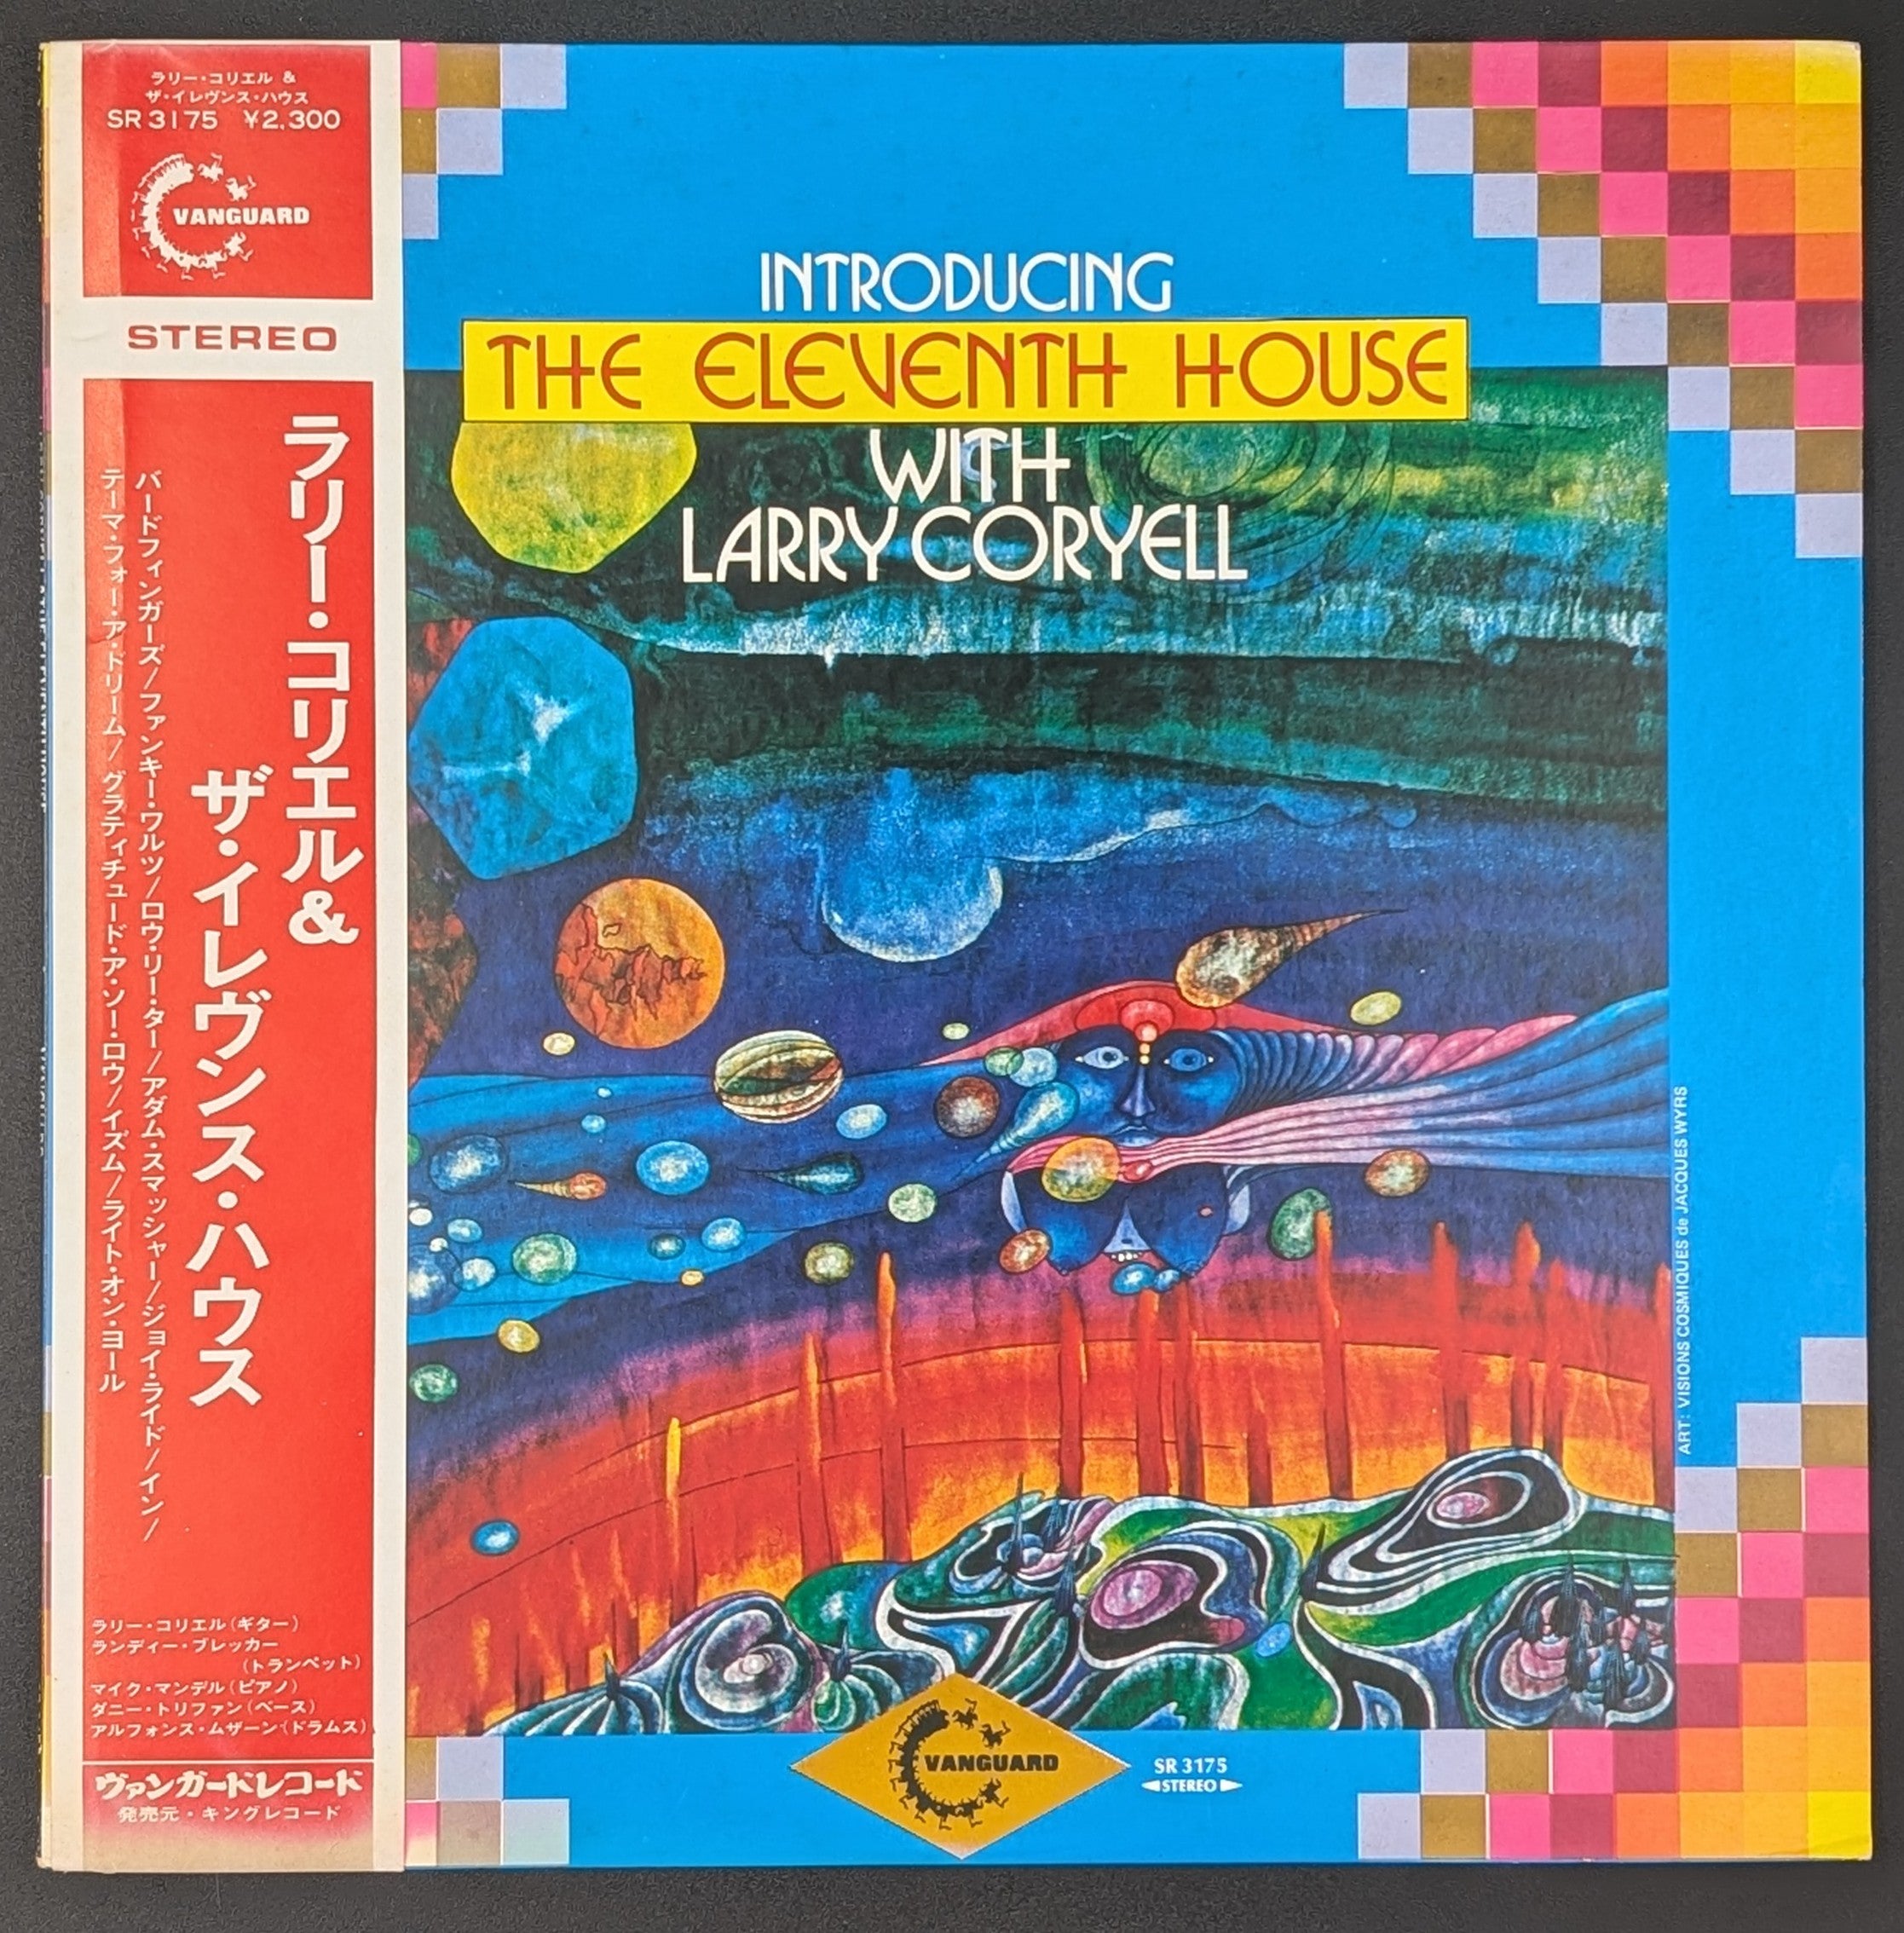 ラリー・コリエル &
ザ・イレヴンス・ハウス
SR 3175 ¥2,300
VANGUARD
STEREO
ラリー・コリエル&
ザ・イレヴンス・ハウス
バードフィンガーズ/ファンキー・ワルツ/ロウ・リー・ター/アダム・スマッシャー/ジョイ・ライド/イン/
テーマ・フォー・ア・ドリーム/グラティチュード・ア・ソー・ロウ/イズム/ライト・オン・ヨール
ラリー・コリエル(ギター)
ランディー・ブレッカー
(トランペット)
マイク・マンデル(ピアノ)
ダニー・トリファン(ベース)
アルフォンス・ムザーン(ドラムス)
ヴァンガードレコード
発売元・キングレコード
INTRODUCING
THE ELEVENTH HOUSE
WITH
LARRY CORYELL
ART: VISIONS COSMIQUES de JACQUES WYRS
VANGUARD
SR 3175
STEREO